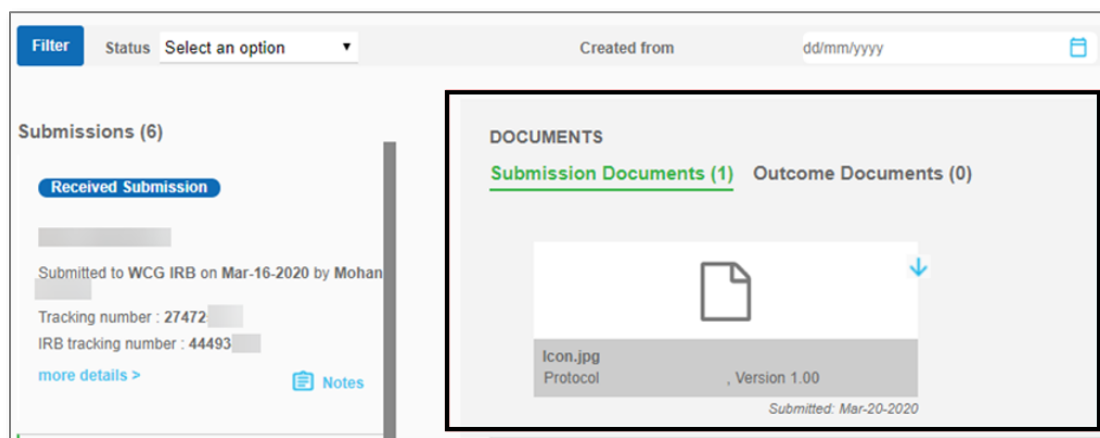 Filter Status Select an option Created from dd/mm/yyyy
Submissions (6)
Received Submission
Submitted to WCG IRB on Mar-16-2020 by Mohan
Tracking number : 27472
IRB tracking number : 44493
more details >
Notes
DOCUMENTS
Submission Documents (1) Outcome Documents (0)
Icon.jpg
Protocol , Version 1.00
Submitted: Mar-20-2020